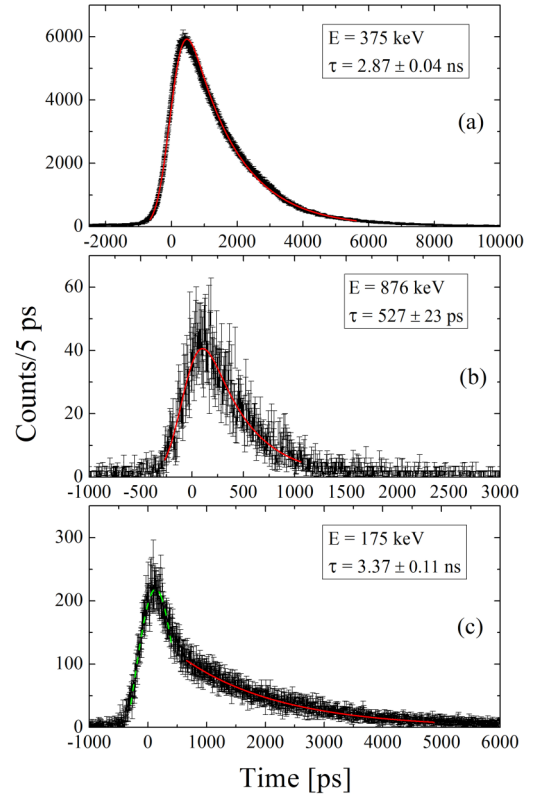 6000
4000
2000
0
E = 375 keV
τ = 2.87 ± 0.04 ns
(a)
-2000 0 2000 4000 6000 8000 10000
60
40
20
0
E = 876 keV
τ = 527 ± 23 ps
(b)
-1000 -500 0 500 1000 1500 2000 2500 3000
Counts/5 ps
300
200
100
0
E = 175 keV
τ = 3.37 ± 0.11 ns
(c)
-1000 0 1000 2000 3000 4000 5000 6000
Time [ps]